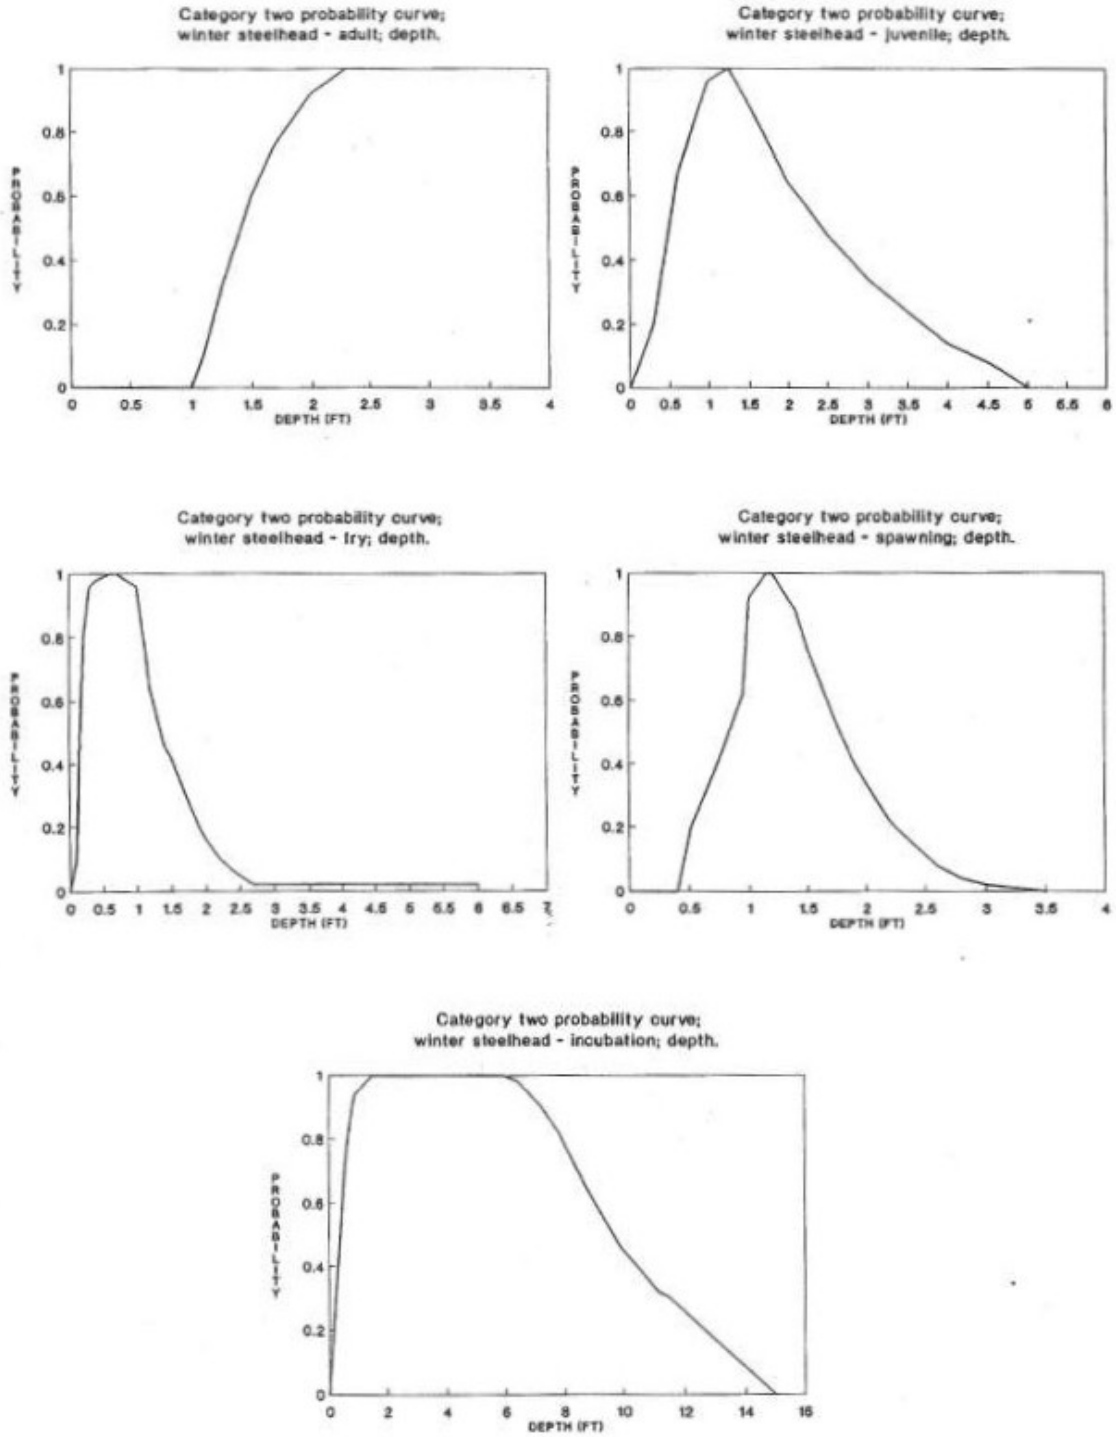 Category two probability curve;
winter steelhead - adult; depth.
1
0.8
0.6
0.4
0.2
0
PROBABILITY
0 0.5 1 1.5 2 2.5 3 3.5 4
DEPTH (FT)
Category two probability curve;
winter steelhead - juvenile; depth.
1
0.8
0.6
0.4
0.2
0
PROBABILITY
0 0.5 1 1.5 2 2.5 3 3.5 4 4.5 5 5.5 6
DEPTH (FT)
Category two probability curve;
winter steelhead - fry; depth.
1
0.8
0.6
0.4
0.2
0
PROBABILITY
0 0.5 1 1.5 2 2.5 3 3.5 4 4.5 5 5.5 6 6.5 7
DEPTH (FT)
Category two probability curve;
winter steelhead - spawning; depth.
1
0.8
0.6
0.4
0.2
0
PROBABILITY
0 0.5 1 1.5 2 2.5 3 3.5 4
DEPTH (FT)
Category two probability curve;
winter steelhead - incubation; depth.
1
0.8
0.6
0.4
0.2
0
PROBABILITY
0 2 4 6 8 10 12 14 16
DEPTH (FT)